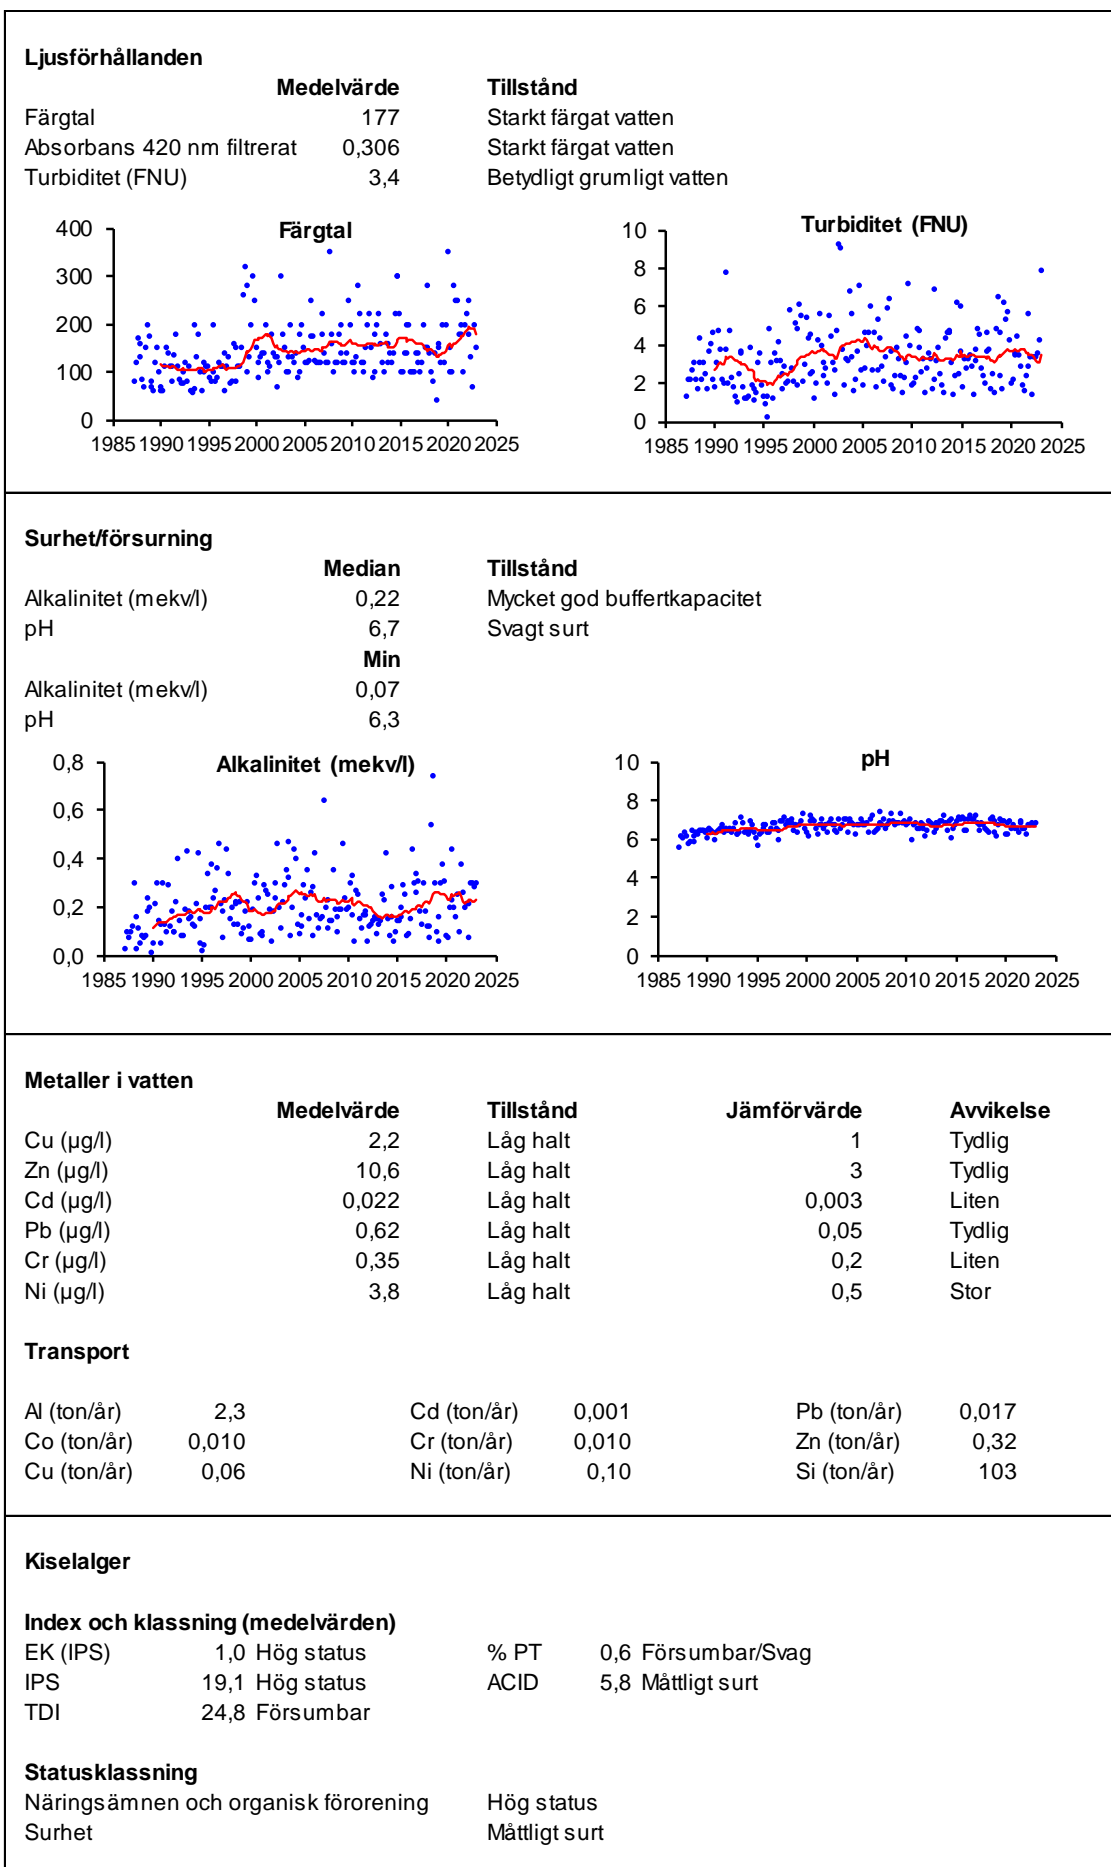 Ljusförhållanden
Medelvärde Tillstånd
Färgtal 177 Starkt färgat vatten
Absorbans 420 nm filtrerat 0,306 Starkt färgat vatten
Turbiditet (FNU) 3,4 Betydligt grumligt vatten
Färgtal
400
300
200
100
0
1985 1990 1995 2000 2005 2010 2015 2020 2025
Turbiditet (FNU)
10
8
6
4
2
0
1985 1990 1995 2000 2005 2010 2015 2020 2025
Surhet/försurning
Median Tillstånd
Alkalinitet (mekv/l) 0,22 Mycket god buffertkapacitet
pH 6,7 Svagt surt
Min
Alkalinitet (mekv/l) 0,07
pH 6,3
Alkalinitet (mekv/l)
0,8
0,6
0,4
0,2
0,0
1985 1990 1995 2000 2005 2010 2015 2020 2025
pH
10
8
6
4
2
0
1985 1990 1995 2000 2005 2010 2015 2020 2025
Metaller i vatten
Medelvärde Tillstånd Jämförvärde Avvikelse
Cu (µg/l) 2,2 Låg halt 1 Tydlig
Zn (µg/l) 10,6 Låg halt 3 Tydlig
Cd (µg/l) 0,022 Låg halt 0,003 Liten
Pb (µg/l) 0,62 Låg halt 0,05 Tydlig
Cr (µg/l) 0,35 Låg halt 0,2 Liten
Ni (µg/l) 3,8 Låg halt 0,5 Stor
Transport
Al (ton/år) 2,3 Cd (ton/år) 0,001 Pb (ton/år) 0,017
Co (ton/år) 0,010 Cr (ton/år) 0,010 Zn (ton/år) 0,32
Cu (ton/år) 0,06 Ni (ton/år) 0,10 Si (ton/år) 103
Kiselalger
Index och klassning (medelvärden)
EK (IPS) 1,0 Hög status % PT 0,6 Försumbar/Svag
IPS 19,1 Hög status ACID 5,8 Måttligt surt
TDI 24,8 Försumbar
Statusklassning
Näringsämnen och organisk förorening Hög status
Surhet Måttligt surt